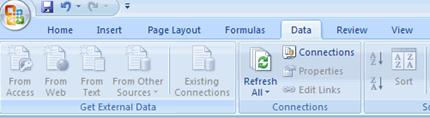 Home Insert Page Layout Formulas Data Review View
From Access
From Web
From Text
From Other Sources
Existing Connections
Get External Data
Refresh All
Connections
Properties
Edit Links
Connections
A Z
Z A
A Z
Z A
Sort